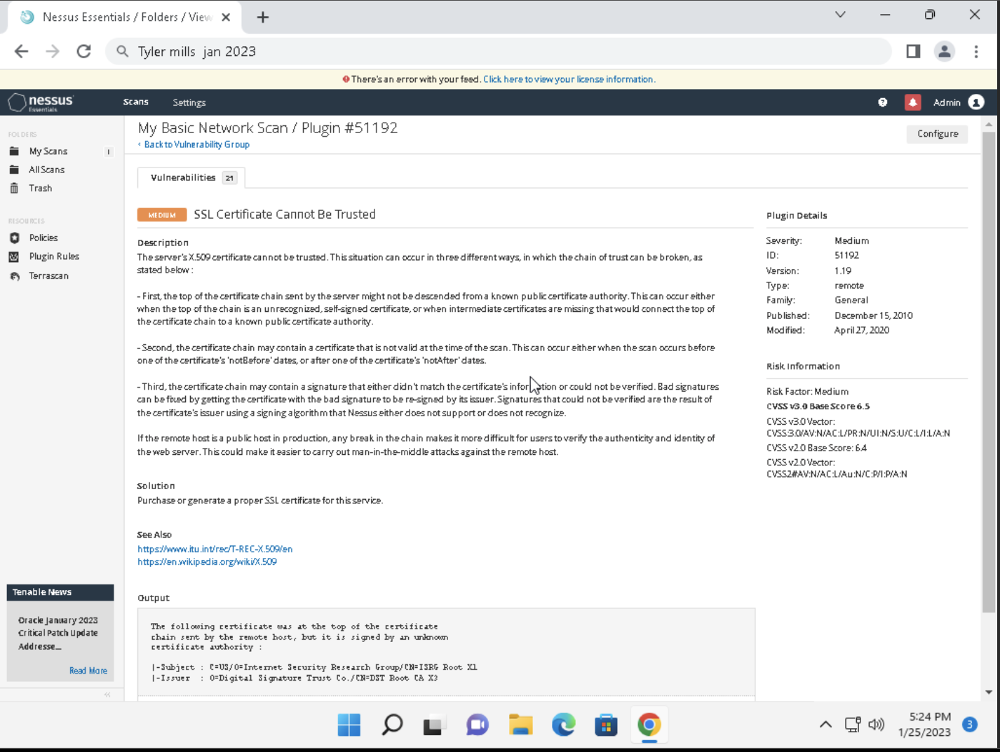 Nessus Essentials / Folders / View
Tyler mills jan 2023
There's an error with your feed. Click here to view your license information.
nessus
Essentials
Scans
Settings
Admin
FOLDERS
My Scans
1
All Scans
Trash
RESOURCES
Policies
Plugin Rules
Terrascan
Tenable News
Oracle January 2023
Critical Patch Update
Addresse...
Read More
My Basic Network Scan / Plugin #51192
Configure
‹ Back to Vulnerability Group
Vulnerabilities 21
MEDIUM SSL Certificate Cannot Be Trusted
Description
The server's X.509 certificate cannot be trusted. This situation can occur in three different ways, in which the chain of trust can be broken, as
stated below :
- First, the top of the certificate chain sent by the server might not be descended from a known public certificate authority. This can occur either
when the top of the chain is an unrecognized, self-signed certificate, or when intermediate certificates are missing that would connect the top of
the certificate chain to a known public certificate authority.
- Second, the certificate chain may contain a certificate that is not valid at the time of the scan. This can occur either when the scan occurs before
one of the certificate's 'notBefore' dates, or after one of the certificate's 'notAfter' dates.
- Third, the certificate chain may contain a signature that either didn't match the certificate's information or could not be verified. Bad signatures
can be fixed by getting the certificate with the bad signature to be re-signed by its issuer. Signatures that could not be verified are the result of
the certificate's issuer using a signing algorithm that Nessus either does not support or does not recognize.
If the remote host is a public host in production, any break in the chain makes it more difficult for users to verify the authenticity and identity of
the web server. This could make it easier to carry out man-in-the-middle attacks against the remote host.
Solution
Purchase or generate a proper SSL certificate for this service.
See Also
https://www.itu.int/rec/T-REC-X.509/en
https://en.wikipedia.org/wiki/X.509
Output
The following certificate was at the top of the certificate
chain sent by the remote host, but it is signed by an unknown
certificate authority :
|-Subject : C=US/O=Internet Security Research Group/CN=ISRG Root X1
|-Issuer : O=Digital Signature Trust Co./CN=DST Root CA X3
Plugin Details
Severity: Medium
ID: 51192
Version: 1.19
Type: remote
Family: General
Published: December 15, 2010
Modified: April 27, 2020
Risk Information
Risk Factor: Medium
CVSS v3.0 Base Score 6.5
CVSS v3.0 Vector:
CVSS:3.0/AV:N/AC:L/PR:N/UI:N/S:U/C:L/I:L/A:N
CVSS v2.0 Base Score: 6.4
CVSS v2.0 Vector:
CVSS2#AV:N/AC:L/Au:N/C:P/I:P/A:N
5:24 PM
1/25/2023
3